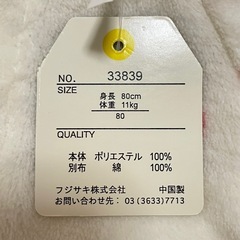 NO. 33839
SIZE
身長 80cm
体重 11kg
80
QUALITY
本体 ポリエステル 100%
別布 綿 100%
フジサキ株式会社 中国製
お問い合わせ先： 03(3633)7713